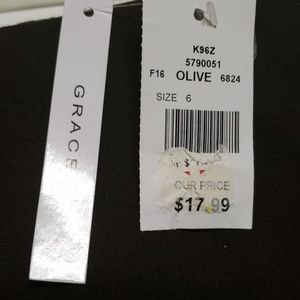 GRACE
K96Z
5790051
F16 OLIVE 6824
SIZE 6
OUR PRICE
$17.99